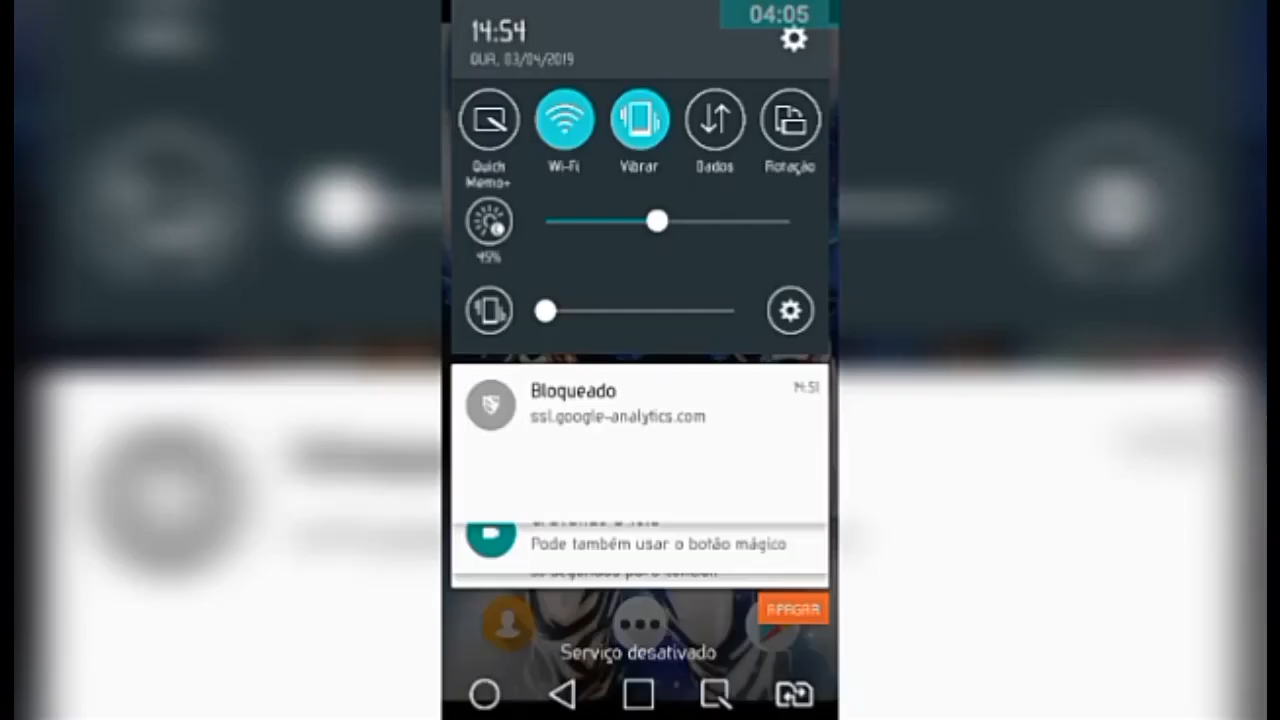 04:05
14:54
QUA, 03/04/2019
Quick Memo+
Wi-Fi
Vibrar
Dados
Rotação
45%
Bloqueado
14:51
ssl.google-analytics.com
Pode também usar o botão mágico
APAGAR
Serviço desativado